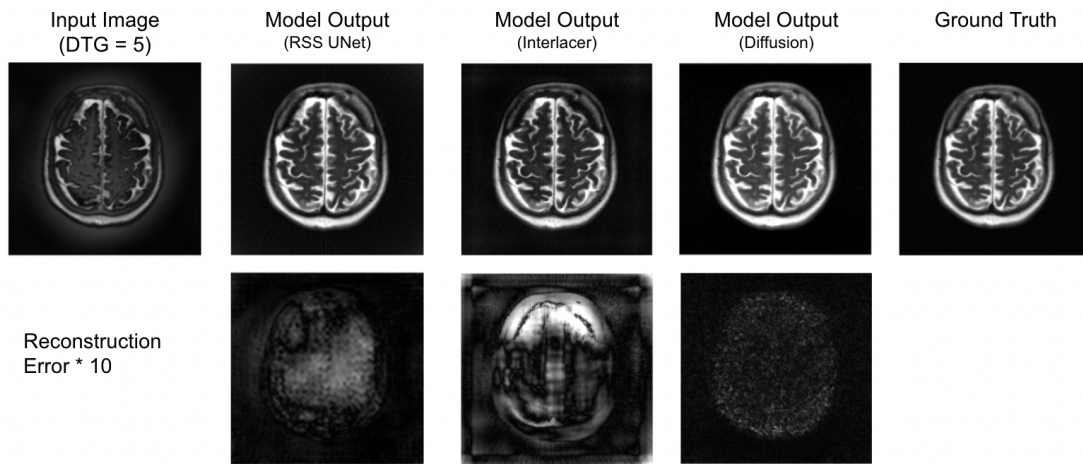 Input Image
(DTG = 5)
Model Output
(RSS UNet)
Model Output
(Interlacer)
Model Output
(Diffusion)
Ground Truth
Reconstruction
Error * 10